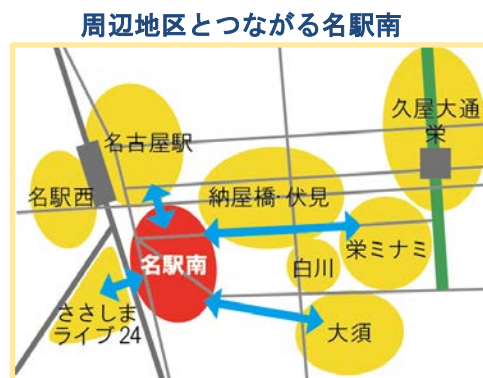 周辺地区とつながる名駅南
久屋大通
栄
名古屋駅
名駅西
納屋橋・伏見
名駅南
白川
栄ミナミ
ささしま
ライブ24
大須